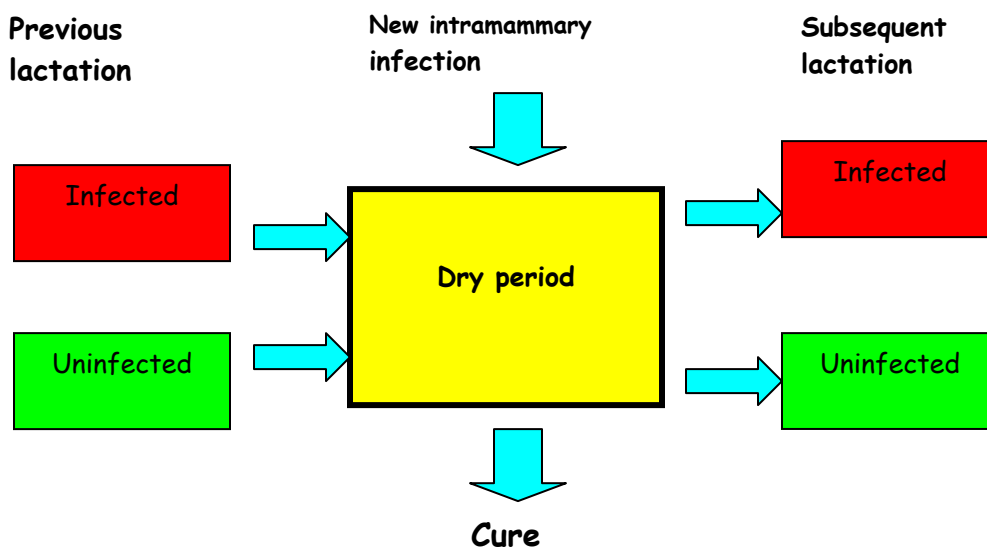 Previous
lactation
New intramammary
infection
Subsequent
lactation
Infected
Infected
Dry period
Uninfected
Uninfected
Cure